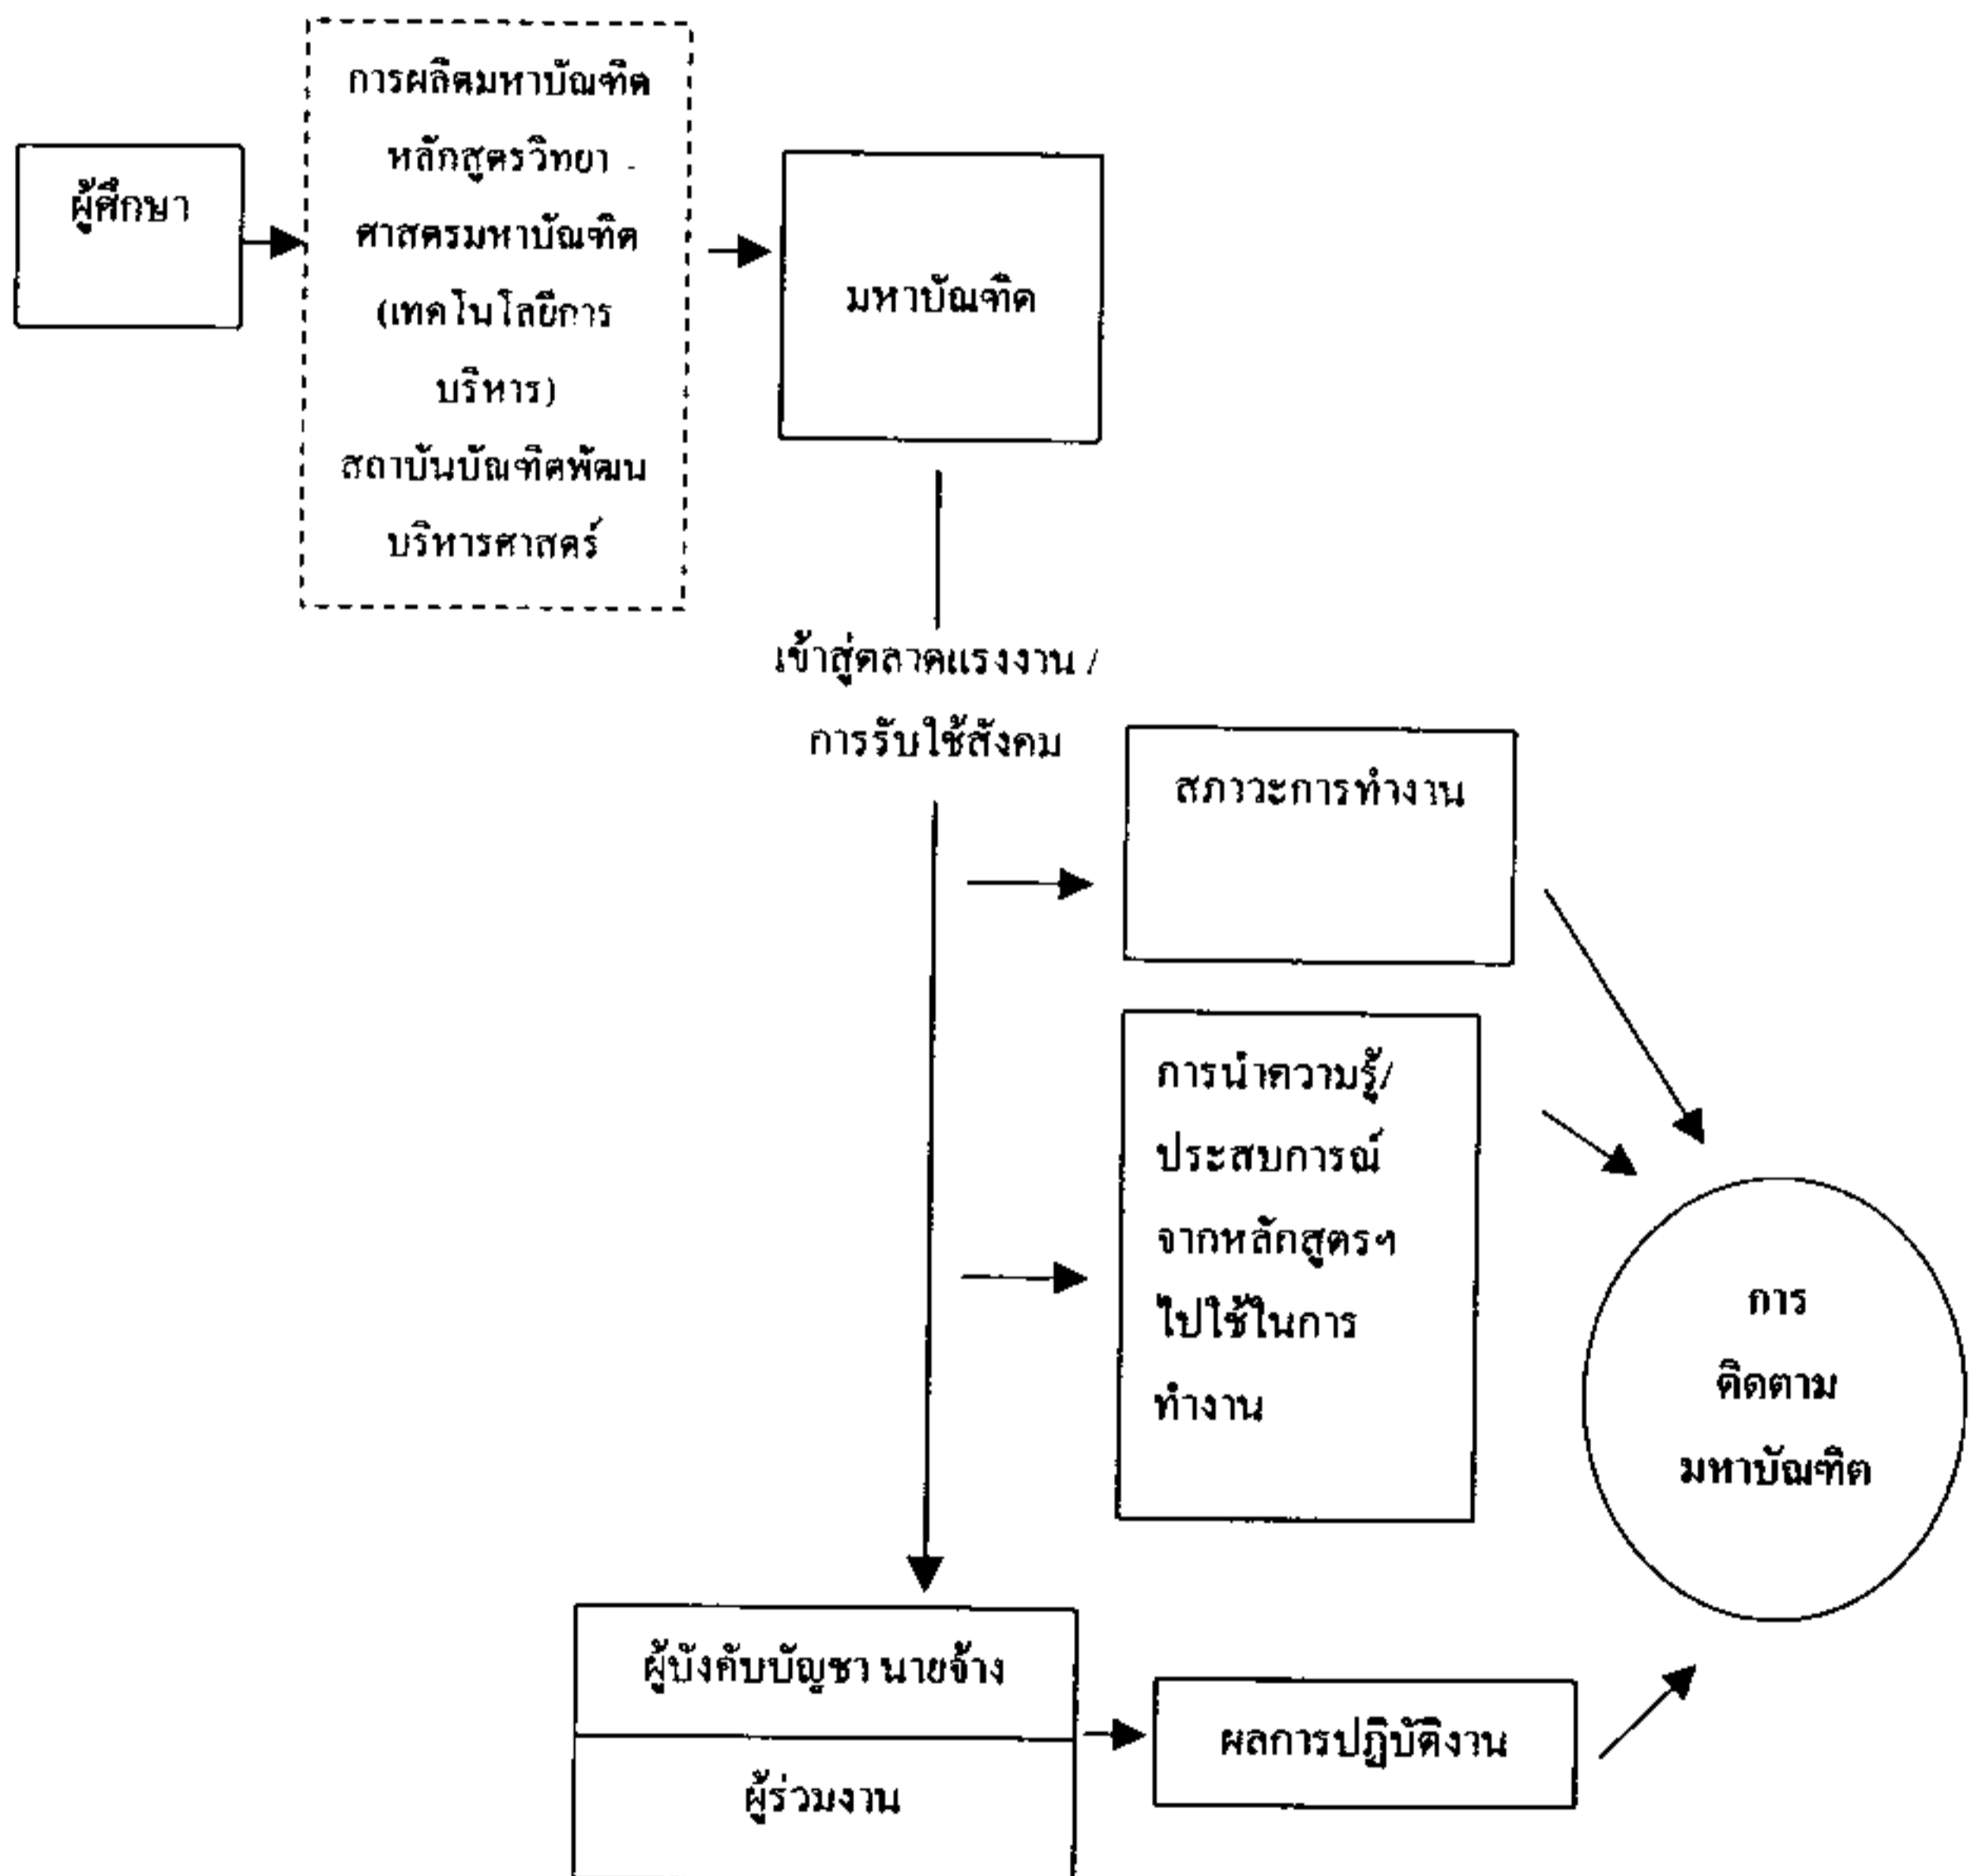 ผู้ศึกษา
การผลิตมหาบัณฑิต
หลักสูตรวิทยา -
ศาสตรมหาบัณฑิต
(เทคโนโลยีการ
บริหาร)
สถาบันบัณฑิตพัฒน
บริหารศาสตร์
มหาบัณฑิต
เข้าสู่ตลาดแรงงาน /
การรับใช้สังคม
สภาวะการทำงาน
การนำความรู้/
ประสบการณ์
จากหลักสูตรฯ
ไปใช้ในการ
ทำงาน
การ
ติดตาม
มหาบัณฑิต
ผู้บังคับบัญชา นายจ้าง
ผู้ร่วมงาน
ผลการปฏิบัติงาน